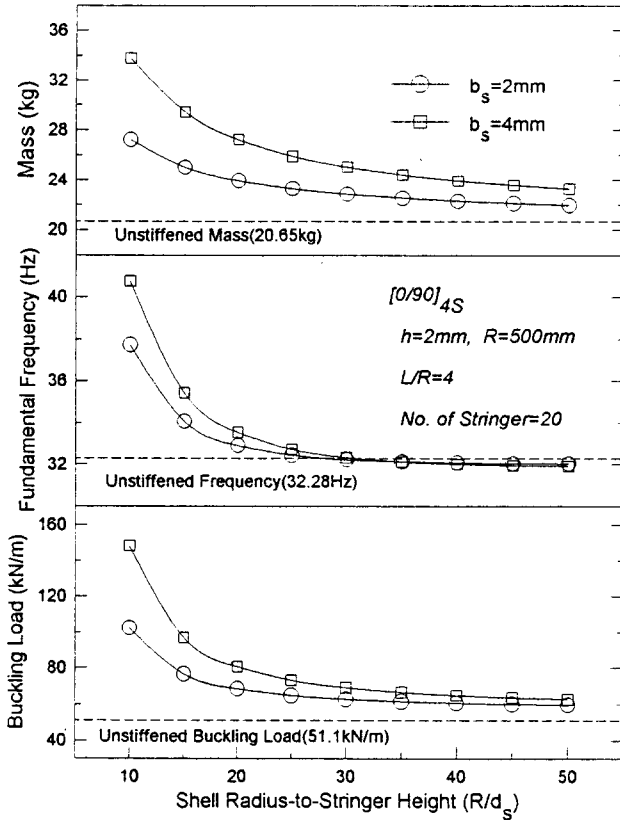 Mass (kg)
36
32
28
24
20
b_s=2mm
b_s=4mm
Unstiffened Mass(20.65kg)
Fundamental Frequency (Hz)
40
36
32
[0/90]_4S
h=2mm, R=500mm
L/R=4
No. of Stringer=20
Unstiffened Frequency(32.28Hz)
Buckling Load (kN/m)
160
120
80
40
Unstiffened Buckling Load(51.1kN/m)
10 20 30 40 50
Shell Radius-to-Stringer Height (R/d_s)